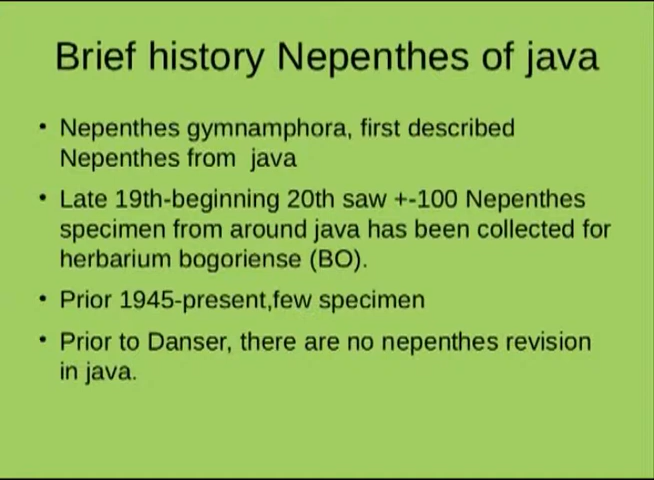 Brief history Nepenthes of java
• Nepenthes gymnamphora, first described
Nepenthes from  java
• Late 19th-beginning 20th saw +-100 Nepenthes
specimen from around java has been collected for
herbarium bogoriense (BO).
• Prior 1945-present,few specimen
• Prior to Danser, there are no nepenthes revision
in java.